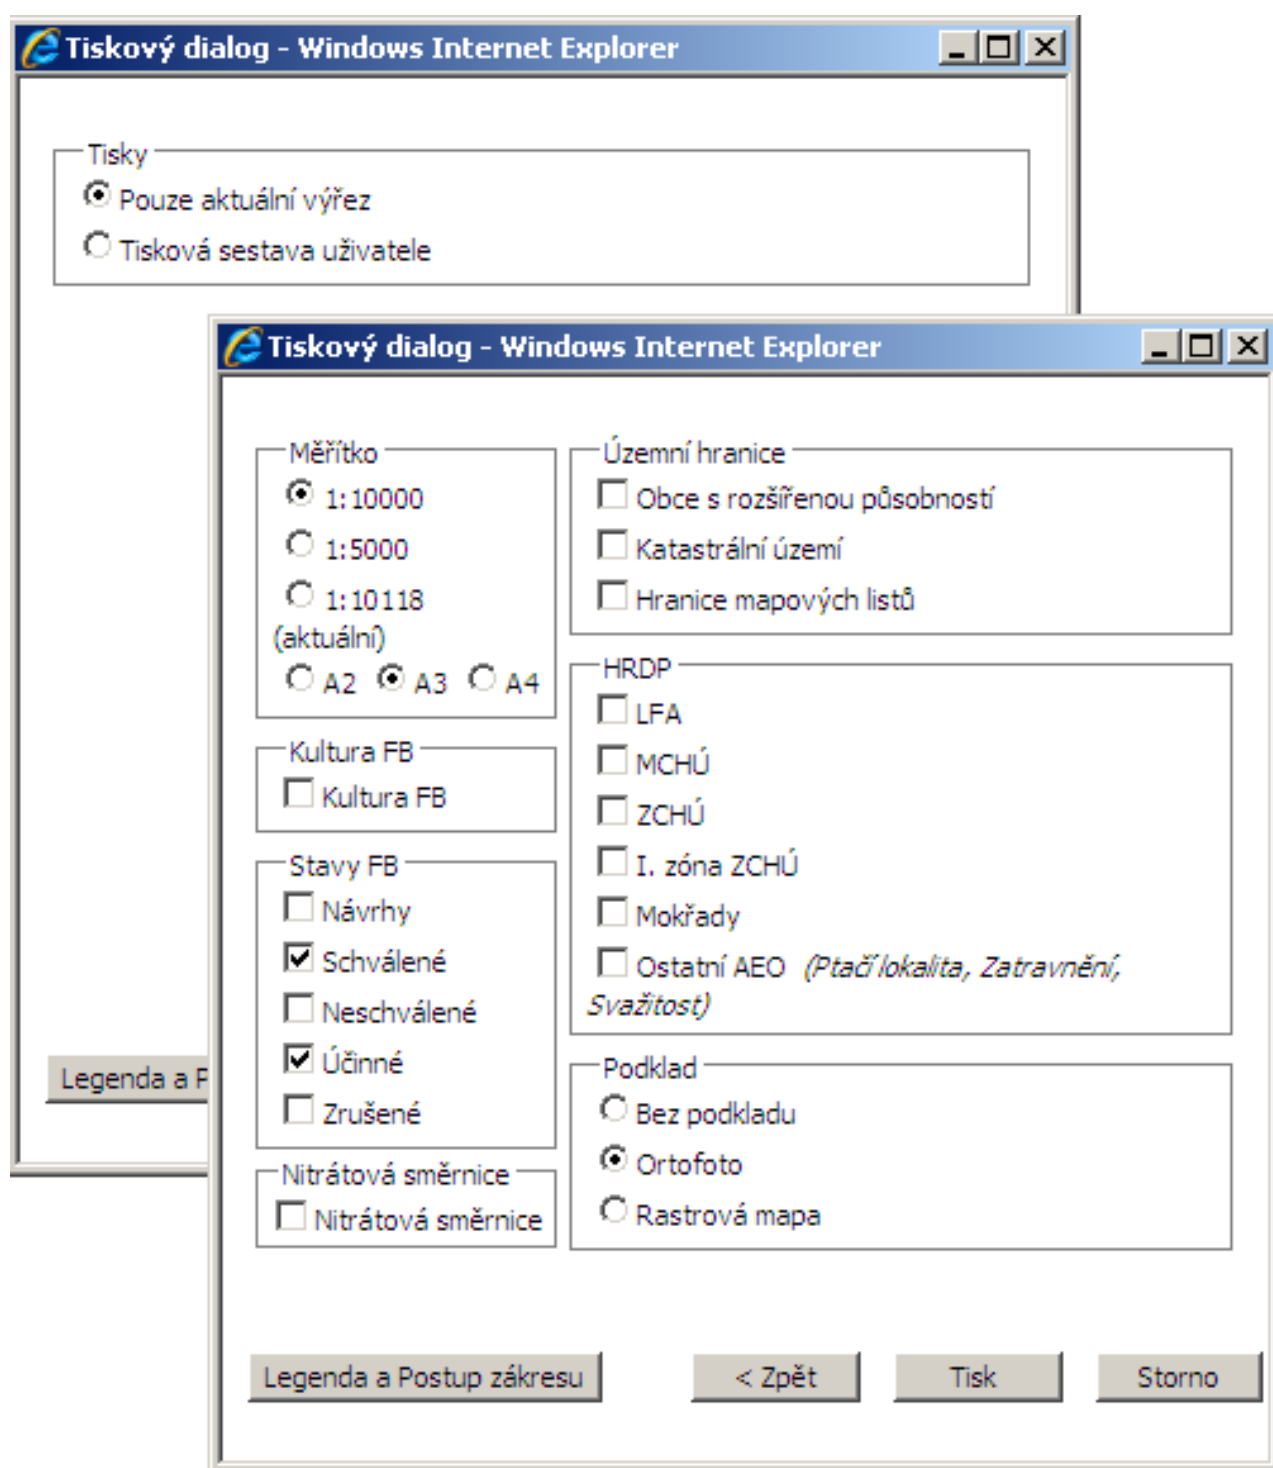 Tiskový dialog - Windows Internet Explorer
Tisky
Pouze aktuální výřez
Tisková sestava uživatele
Legenda a P
Tiskový dialog - Windows Internet Explorer
Měřítko
1:10000
1:5000
1:10118
(aktuální)
A2 A3 A4
Kultura FB
Kultura FB
Stavy FB
Návrhy
Schválené
Neschválené
Účinné
Zrušené
Nitrátová směrnice
Nitrátová směrnice
Územní hranice
Obce s rozšířenou působností
Katastrální území
Hranice mapových listů
HRDP
LFA
MCHÚ
ZCHÚ
I. zóna ZCHÚ
Mokřady
Ostatní AEO (Ptačí lokalita, Zatravnění,
Svažitost)
Podklad
Bez podkladu
Ortofoto
Rastrová mapa
Legenda a Postup zákresu < Zpět Tisk Storno